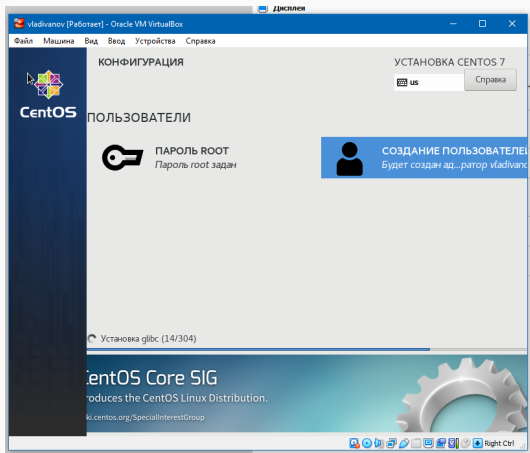 Дисплей
vladivanov [Работает] - Oracle VM VirtualBox
Файл Машина Вид Ввод Устройства Справка
КОНФИГУРАЦИЯ
УСТАНОВКА CENTOS 7
us
Справка
CentOS
ПОЛЬЗОВАТЕЛИ
ПАРОЛЬ ROOT
Пароль root задан
СОЗДАНИЕ ПОЛЬЗОВАТЕЛЕ
Будет создан ад...ратор vladivano
Установка glibc (14/304)
CentOS Core SIG
roduces the CentOS Linux Distribution.
ki.centos.org/SpecialInterestGroup
Right Ctrl